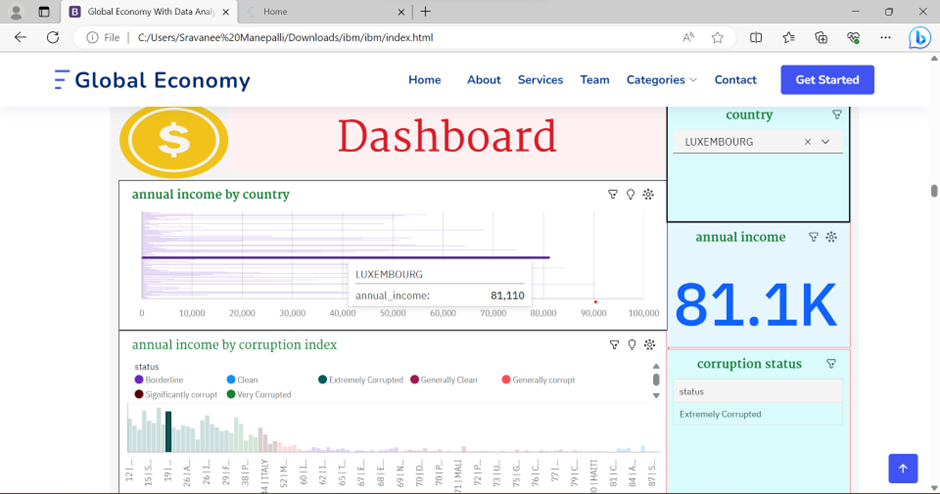 Global Economy With Data Analy
Home
File
C:/Users/Sravanee%20Manepalli/Downloads/ibm/ibm/index.html
Global Economy
Home
About
Services
Team
Categories
Contact
Get Started
$
Dashboard
country
LUXEMBOURG
annual income by country
LUXEMBOURG
annual_income: 81,110
0 10,000 20,000 30,000 40,000 50,000 60,000 70,000 80,000 90,000 100,000
annual income
81.1K
annual income by corruption index
status
Borderline
Clean
Extremely Corrupted
Generally Clean
Generally corrupt
Significantly corrupt
Very Corrupted
12 | ...
15 | S...
19 | ...
26 | A...
26 | I...
29 | F...
38 | P...
44 | ITALY
52 | M...
60 | I...
62 | I...
65 | T...
67 | E...
68 | E...
69 | N...
70 | D...
70 | P...
71 | MALI
72 | P...
73 | U...
75 | G...
76 | C...
77 | ...
79 | C...
HAITI
81 | C...
84 | A...
87 | S...
corruption status
status
Extremely Corrupted